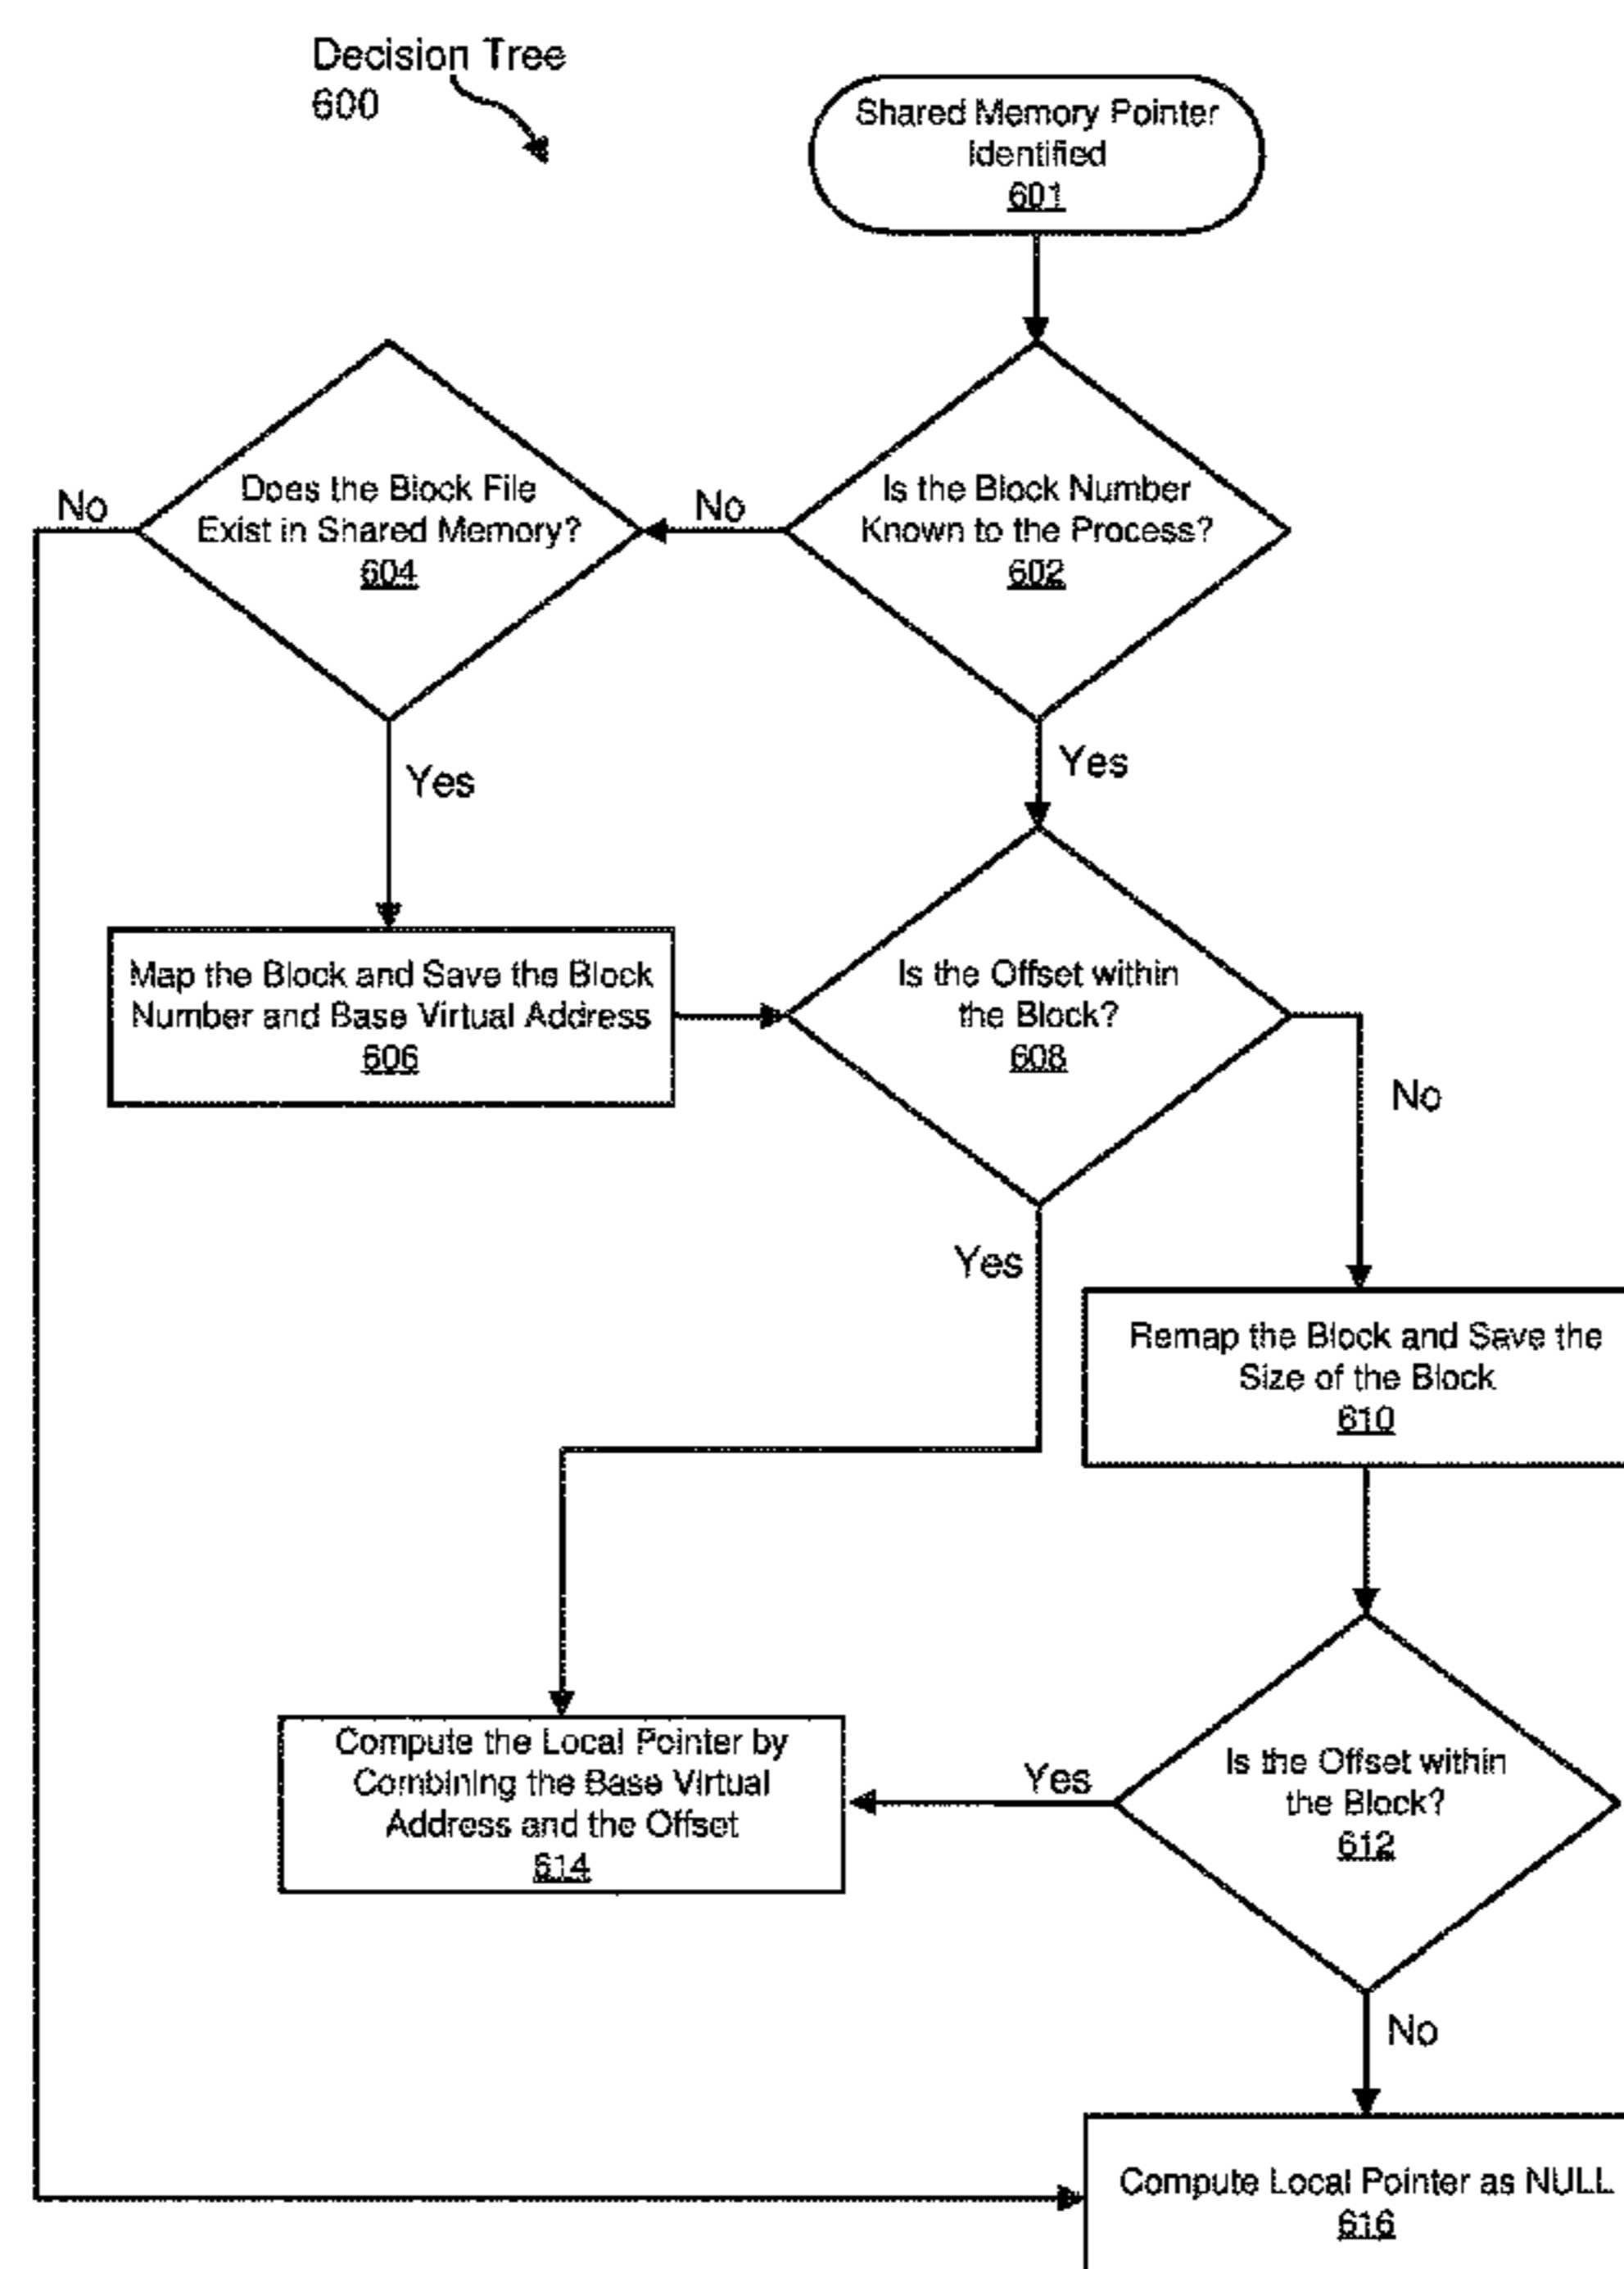 Decision Tree
600
Shared Memory Pointer
Identified
601
Does the Block File
Exist in Shared Memory?
604
No
No
Is the Block Number
Known to the Process?
602
Yes
Yes
Map the Block and Save the Block
Number and Base Virtual Address
606
Is the Offset within
the Block?
608
No
Yes
Remap the Block and Save the
Size of the Block
610
Compute the Local Pointer by
Combining the Base Virtual
Address and the Offset
614
Yes
Is the Offset within
the Block?
612
No
Compute Local Pointer as NULL
616